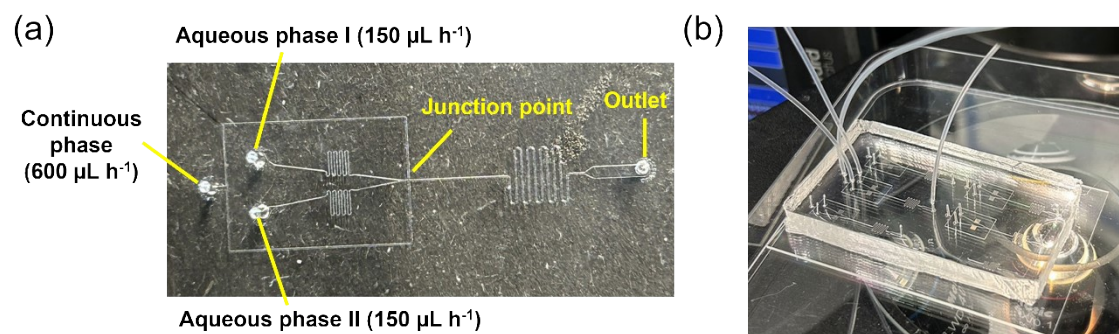 (a)
Aqueous phase I (150 µL h⁻¹)
Continuous
phase
(600 µL h⁻¹)
Junction point
Outlet
Aqueous phase II (150 µL h⁻¹)
(b)